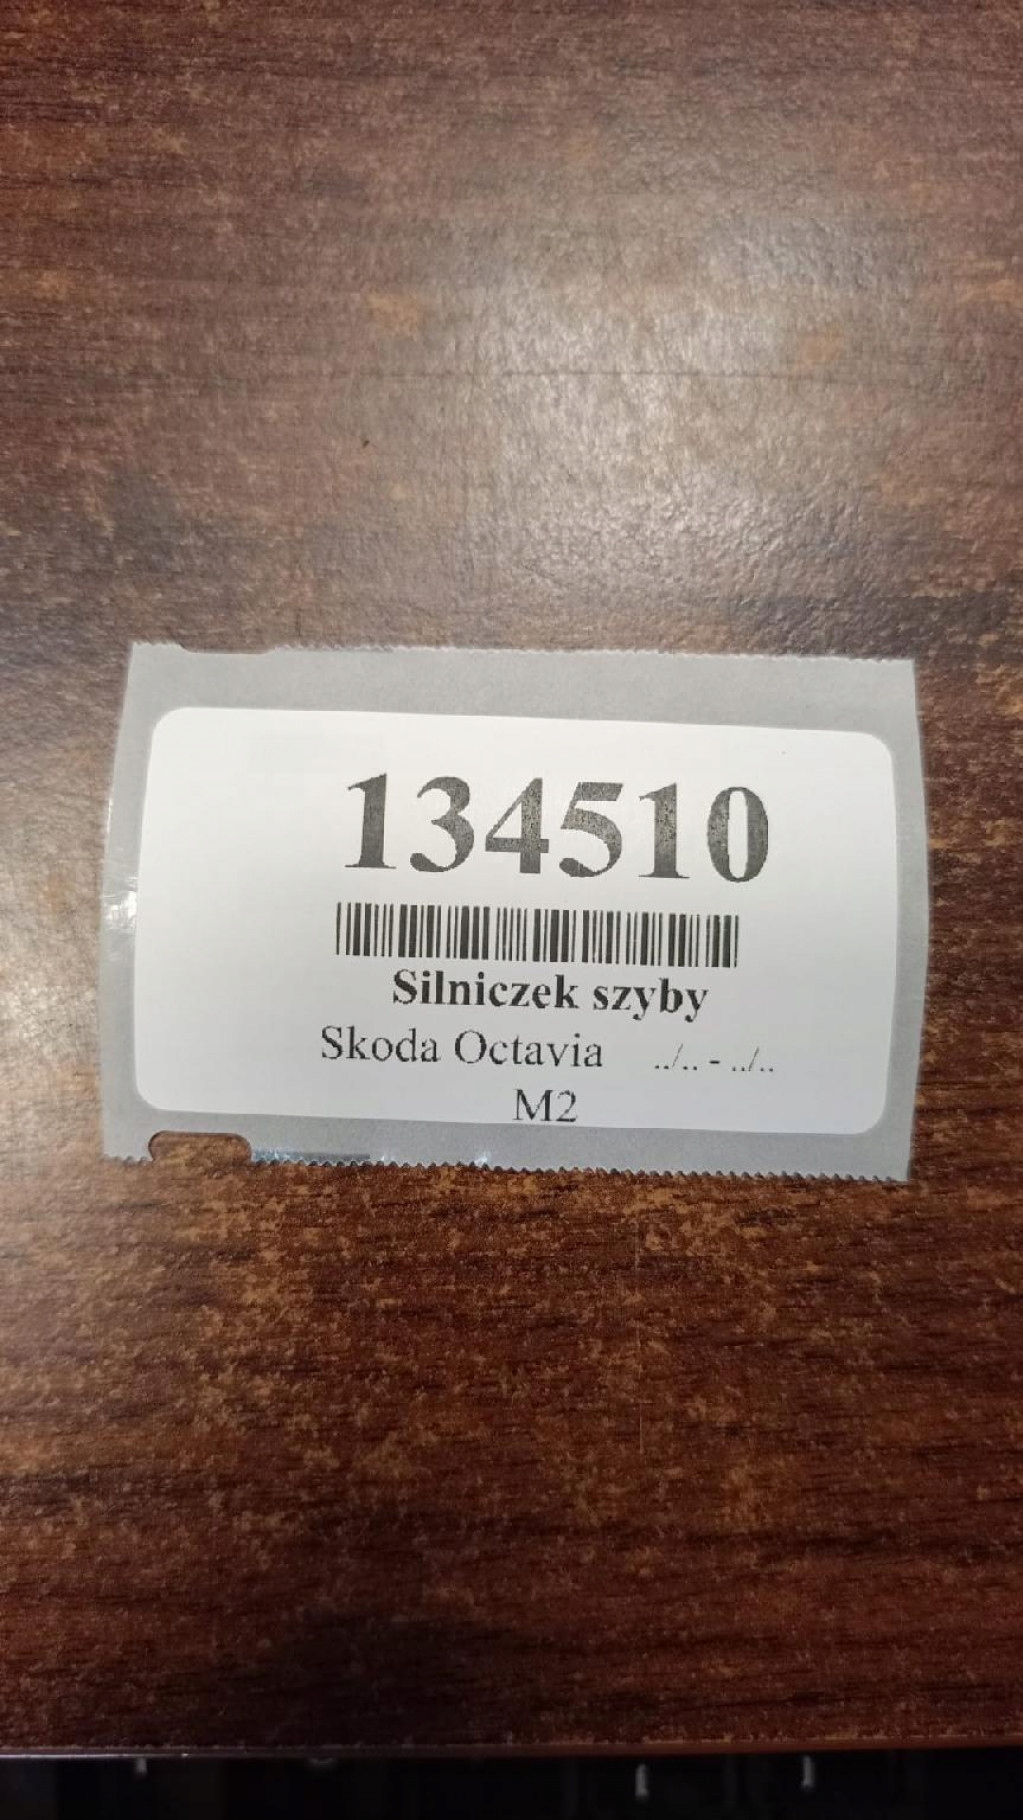 134510
Silniczek szyby
Skoda Octavia ../.. - ../..
M2